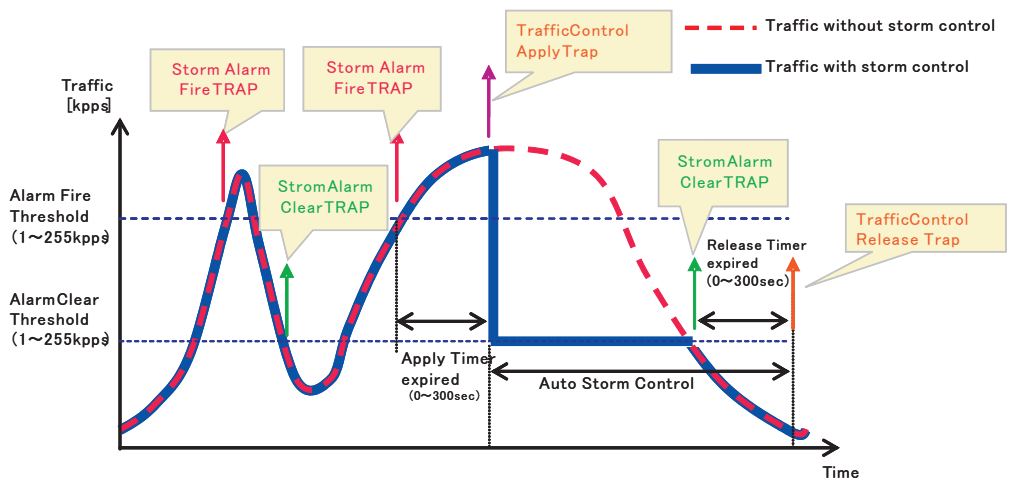 TrafficControl
ApplyTrap
Traffic without storm control
Traffic with storm control
Storm Alarm
FireTRAP
Storm Alarm
FireTRAP
Traffic
[kpps]
StromAlarm
ClearTRAP
StromAlarm
ClearTRAP
Alarm Fire
Threshold
(1～255kpps)
TrafficControl
Release Trap
Release Timer
expired
(0～300sec)
AlarmClear
Threshold
(1～255kpps)
Apply Timer
expired
(0～300sec)
Auto Storm Control
Time